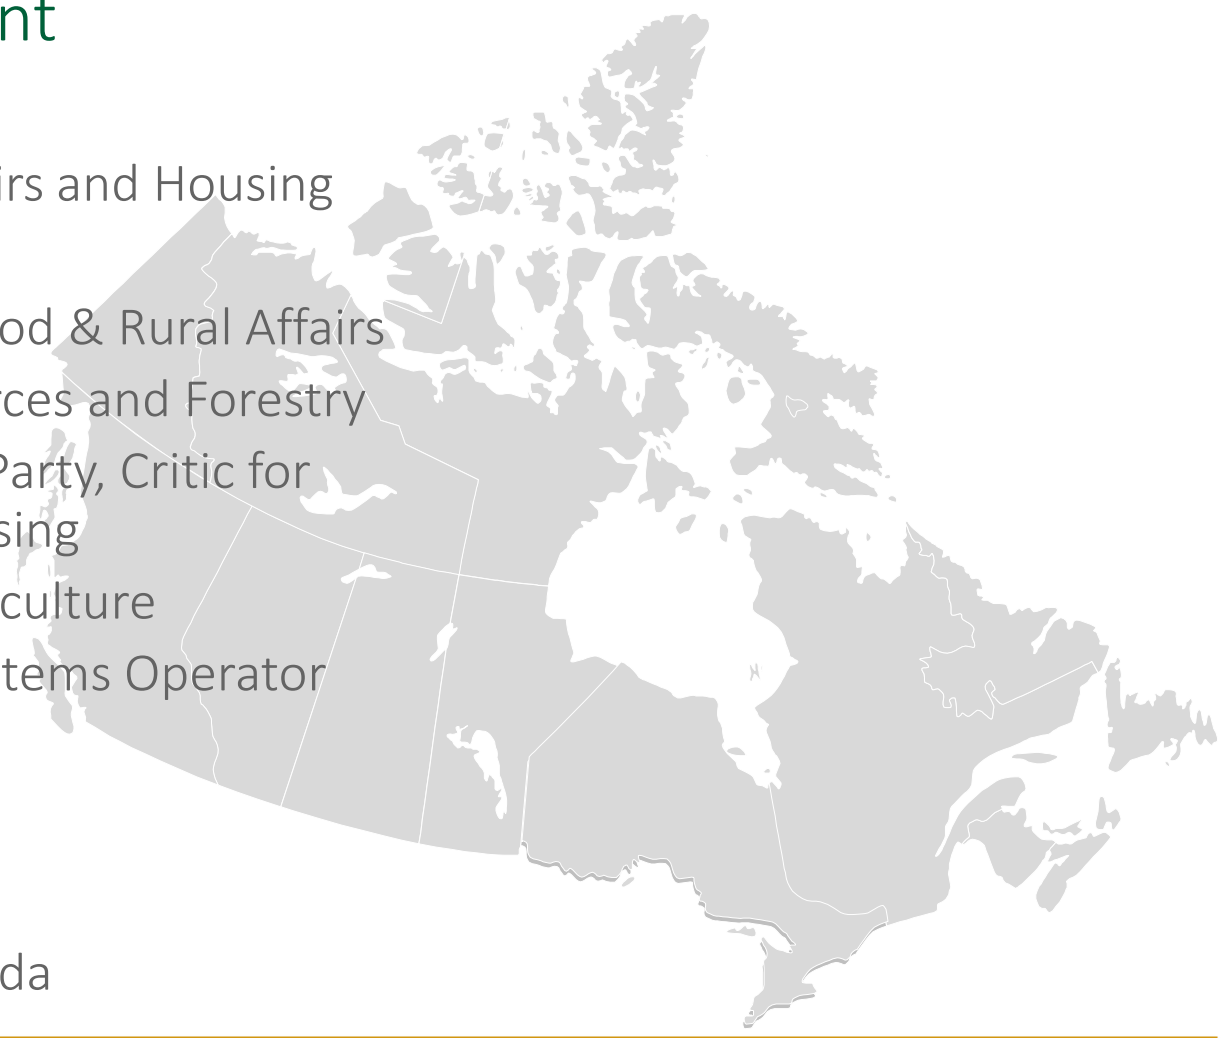 nt
irs and Housing
od & Rural Affairs
rces and Forestry
Party, Critic for
sing
culture
tems Operator
da